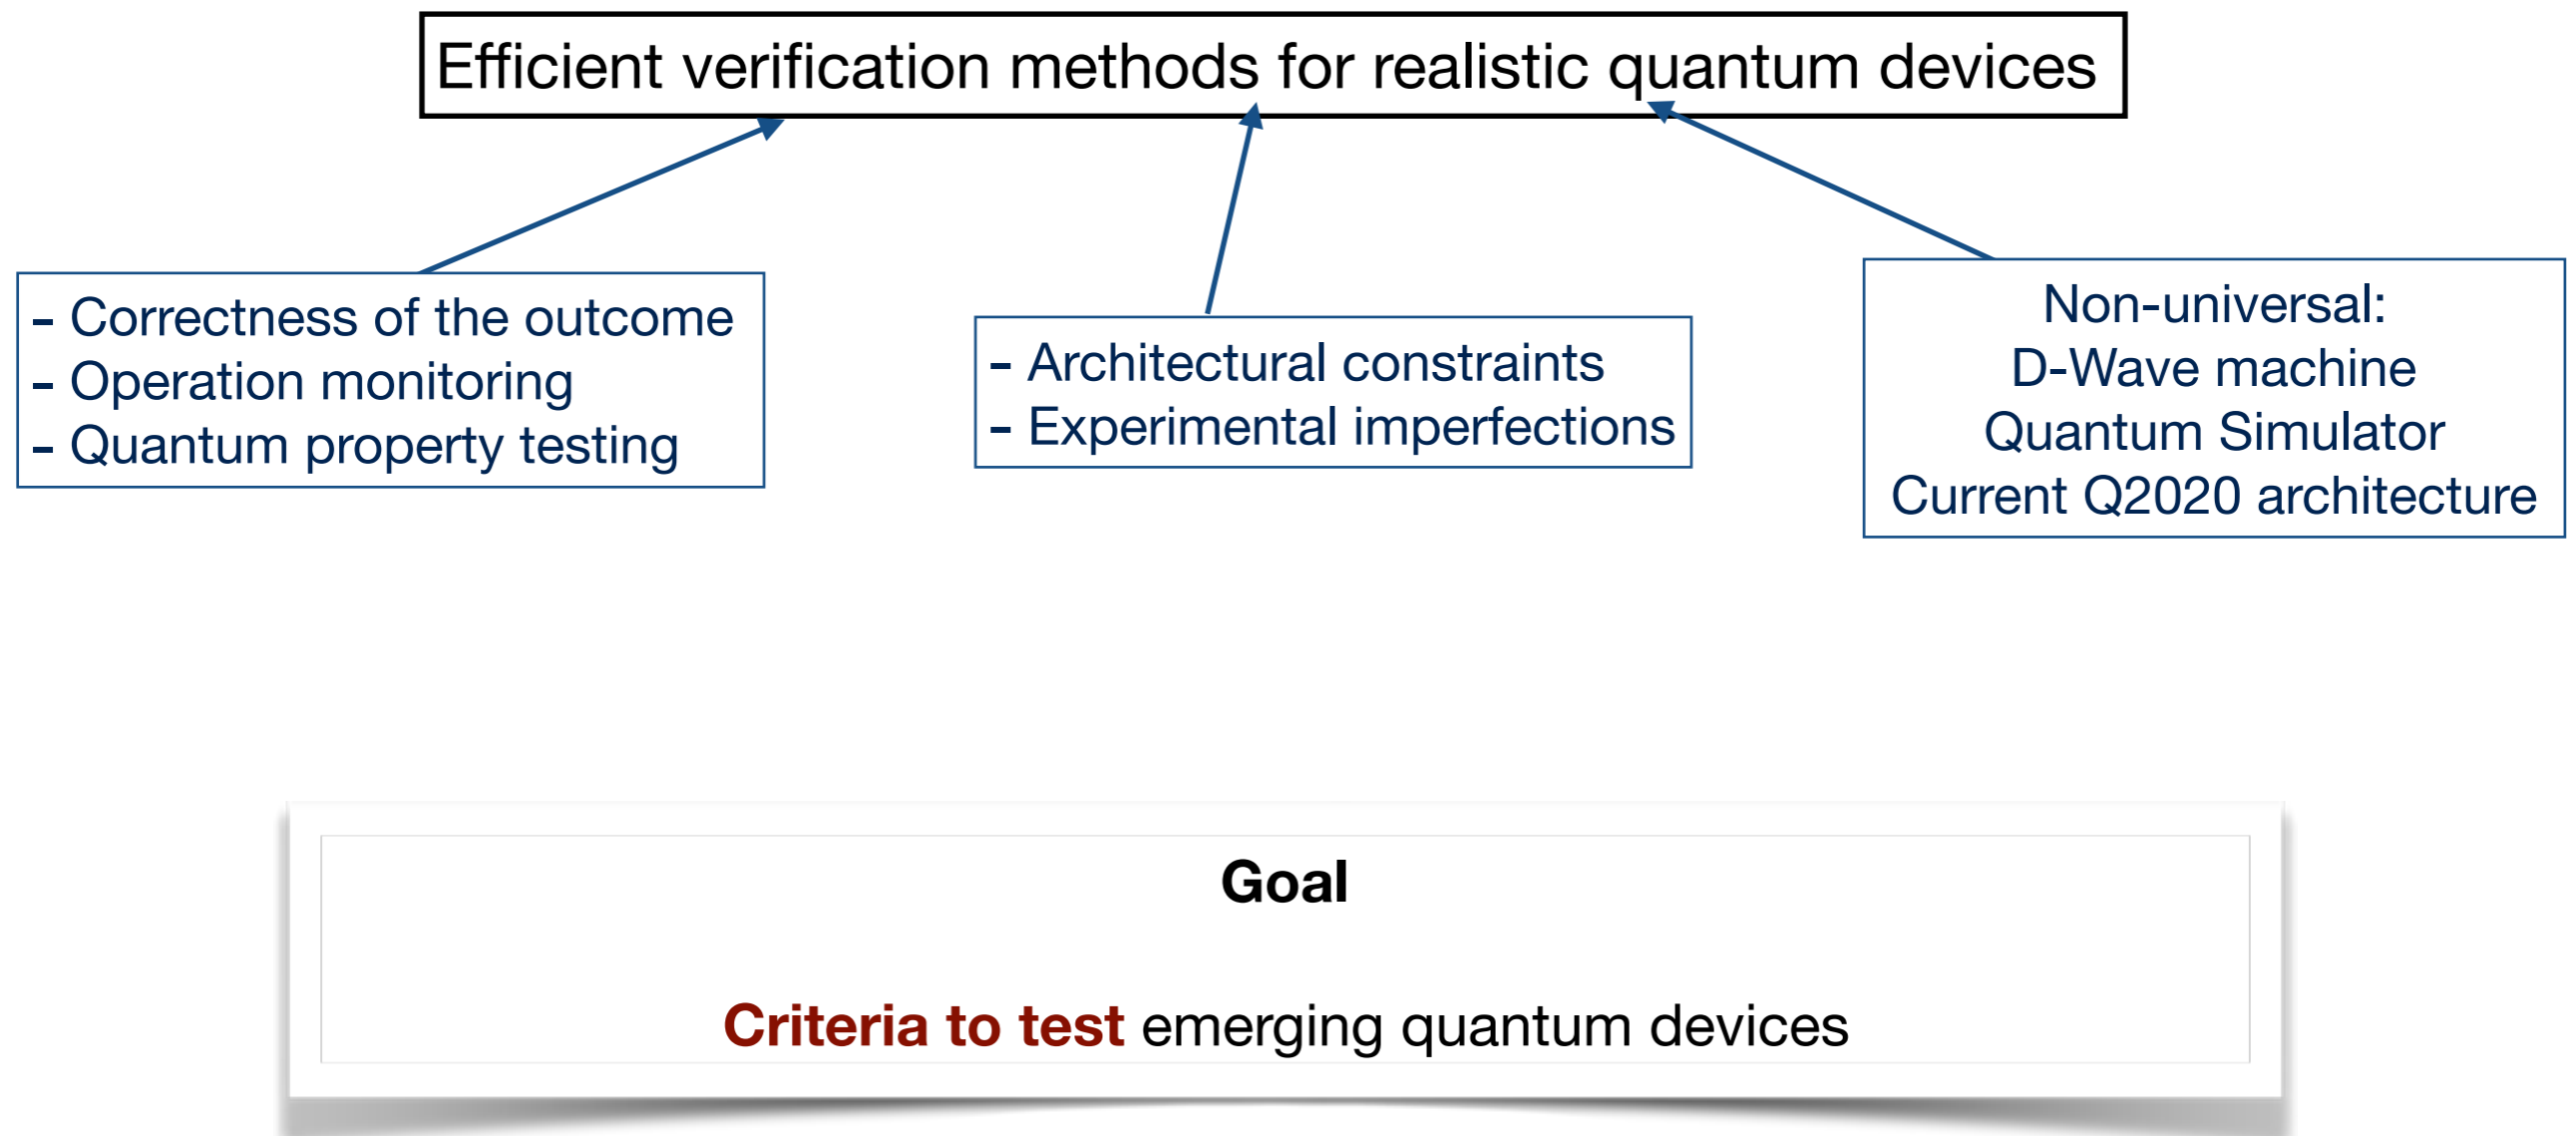 Efficient verification methods for realistic quantum devices
- Correctness of the outcome
- Operation monitoring
- Quantum property testing
- Architectural constraints
- Experimental imperfections
Non-universal:
D-Wave machine
Quantum Simulator
Current Q2020 architecture
Goal
Criteria to test emerging quantum devices